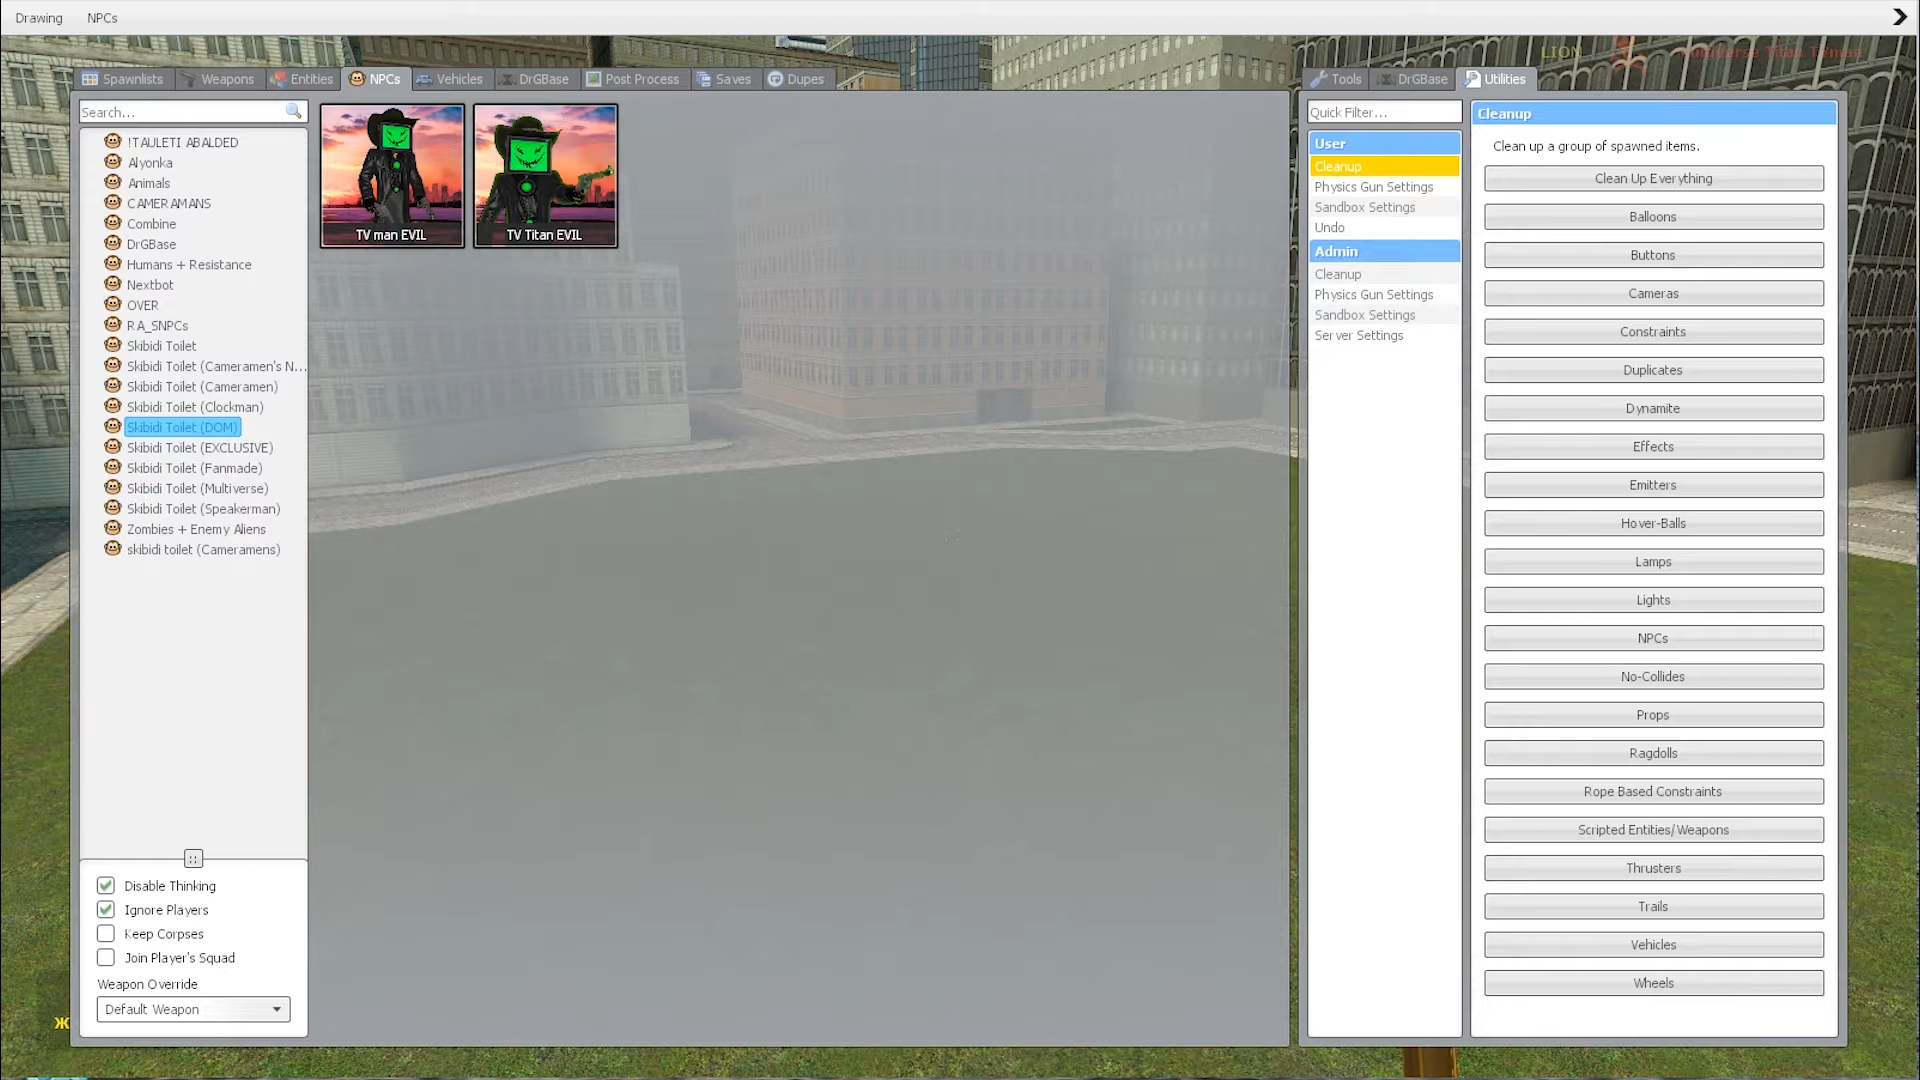 Drawing NPCs
LION
Spawnlists Weapons Entities NPCs Vehicles DrGBase Post Process Saves Dupes
Tools DrGBase Utilities
Search...
!TAULETI ABALDED
Alyonka
Animals
CAMERAMANS
Combine
DrGBase
Humans + Resistance
Nextbot
OVER
RA_SNPCs
Skibidi Toilet
Skibidi Toilet (Cameramen's N...
Skibidi Toilet (Cameramen)
Skibidi Toilet (Clockman)
Skibidi Toilet (DOM)
Skibidi Toilet (EXCLUSIVE)
Skibidi Toilet (Fanmade)
Skibidi Toilet (Multiverse)
Skibidi Toilet (Speakerman)
Zombies + Enemy Aliens
skibidi toilet (Cameramens)
Disable Thinking
Ignore Players
Keep Corpses
Join Player's Squad
Weapon Override
Default Weapon
Ж
TV man EVIL
TV Titan EVIL
Quick Filter...
User
Cleanup
Physics Gun Settings
Sandbox Settings
Undo
Admin
Cleanup
Physics Gun Settings
Sandbox Settings
Server Settings
Cleanup
Clean up a group of spawned items.
Clean Up Everything
Balloons
Buttons
Cameras
Constraints
Duplicates
Dynamite
Effects
Emitters
Hover-Balls
Lamps
Lights
NPCs
No-Collides
Props
Ragdolls
Rope Based Constraints
Scripted Entities/Weapons
Thrusters
Trails
Vehicles
Wheels